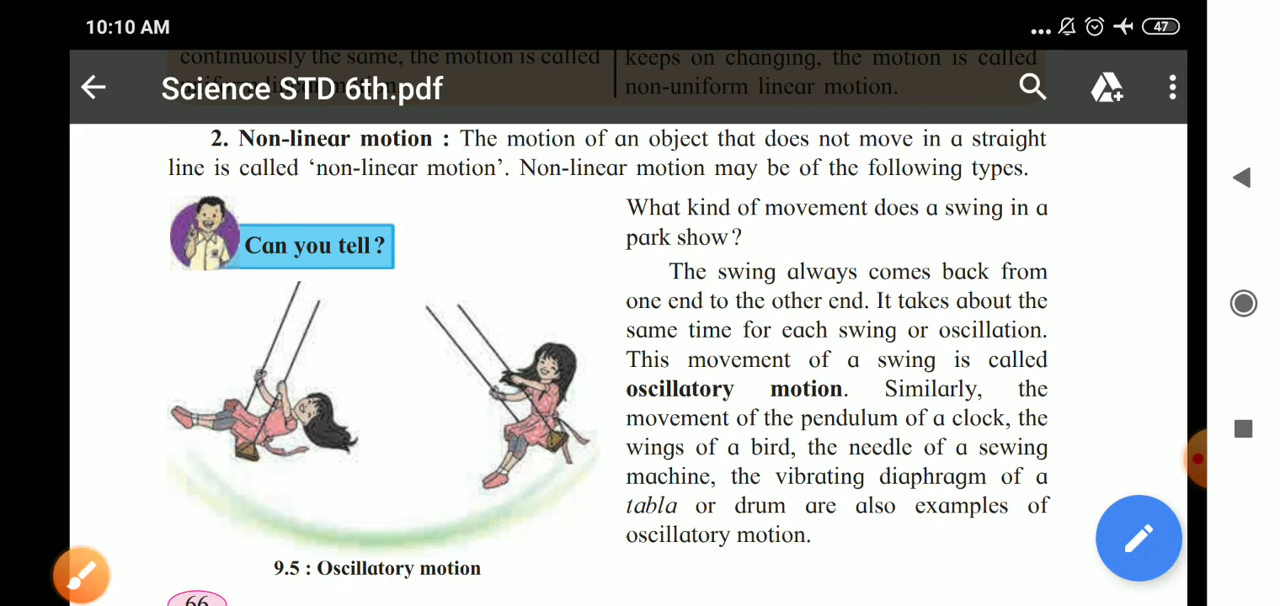 10:10 AM
47
continuously the same, the motion is called
keeps on changing, the motion is called
non-uniform linear motion.
Science STD 6th.pdf
2. Non-linear motion : The motion of an object that does not move in a straight
line is called ‘non-linear motion’. Non-linear motion may be of the following types.
Can you tell?
What kind of movement does a swing in a
park show?
The swing always comes back from
one end to the other end. It takes about the
same time for each swing or oscillation.
This movement of a swing is called
oscillatory motion. Similarly, the
movement of the pendulum of a clock, the
wings of a bird, the needle of a sewing
machine, the vibrating diaphragm of a
tabla or drum are also examples of
oscillatory motion.
9.5 : Oscillatory motion
66